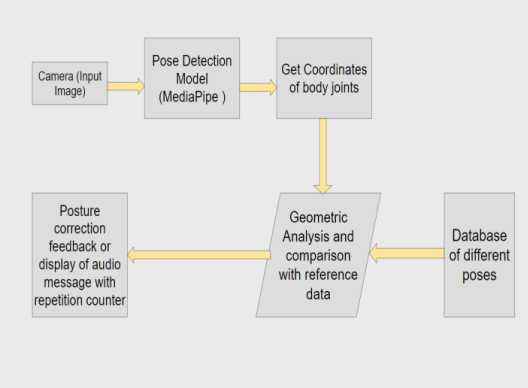 Camera (Input
Image)
Pose Detection
Model
(MediaPipe )
Get Coordinates
of body joints
Posture
correction
feedback or
display of audio
message with
repetition counter
Geometric
Analysis and
comparison
with reference
data
Database
of different
poses